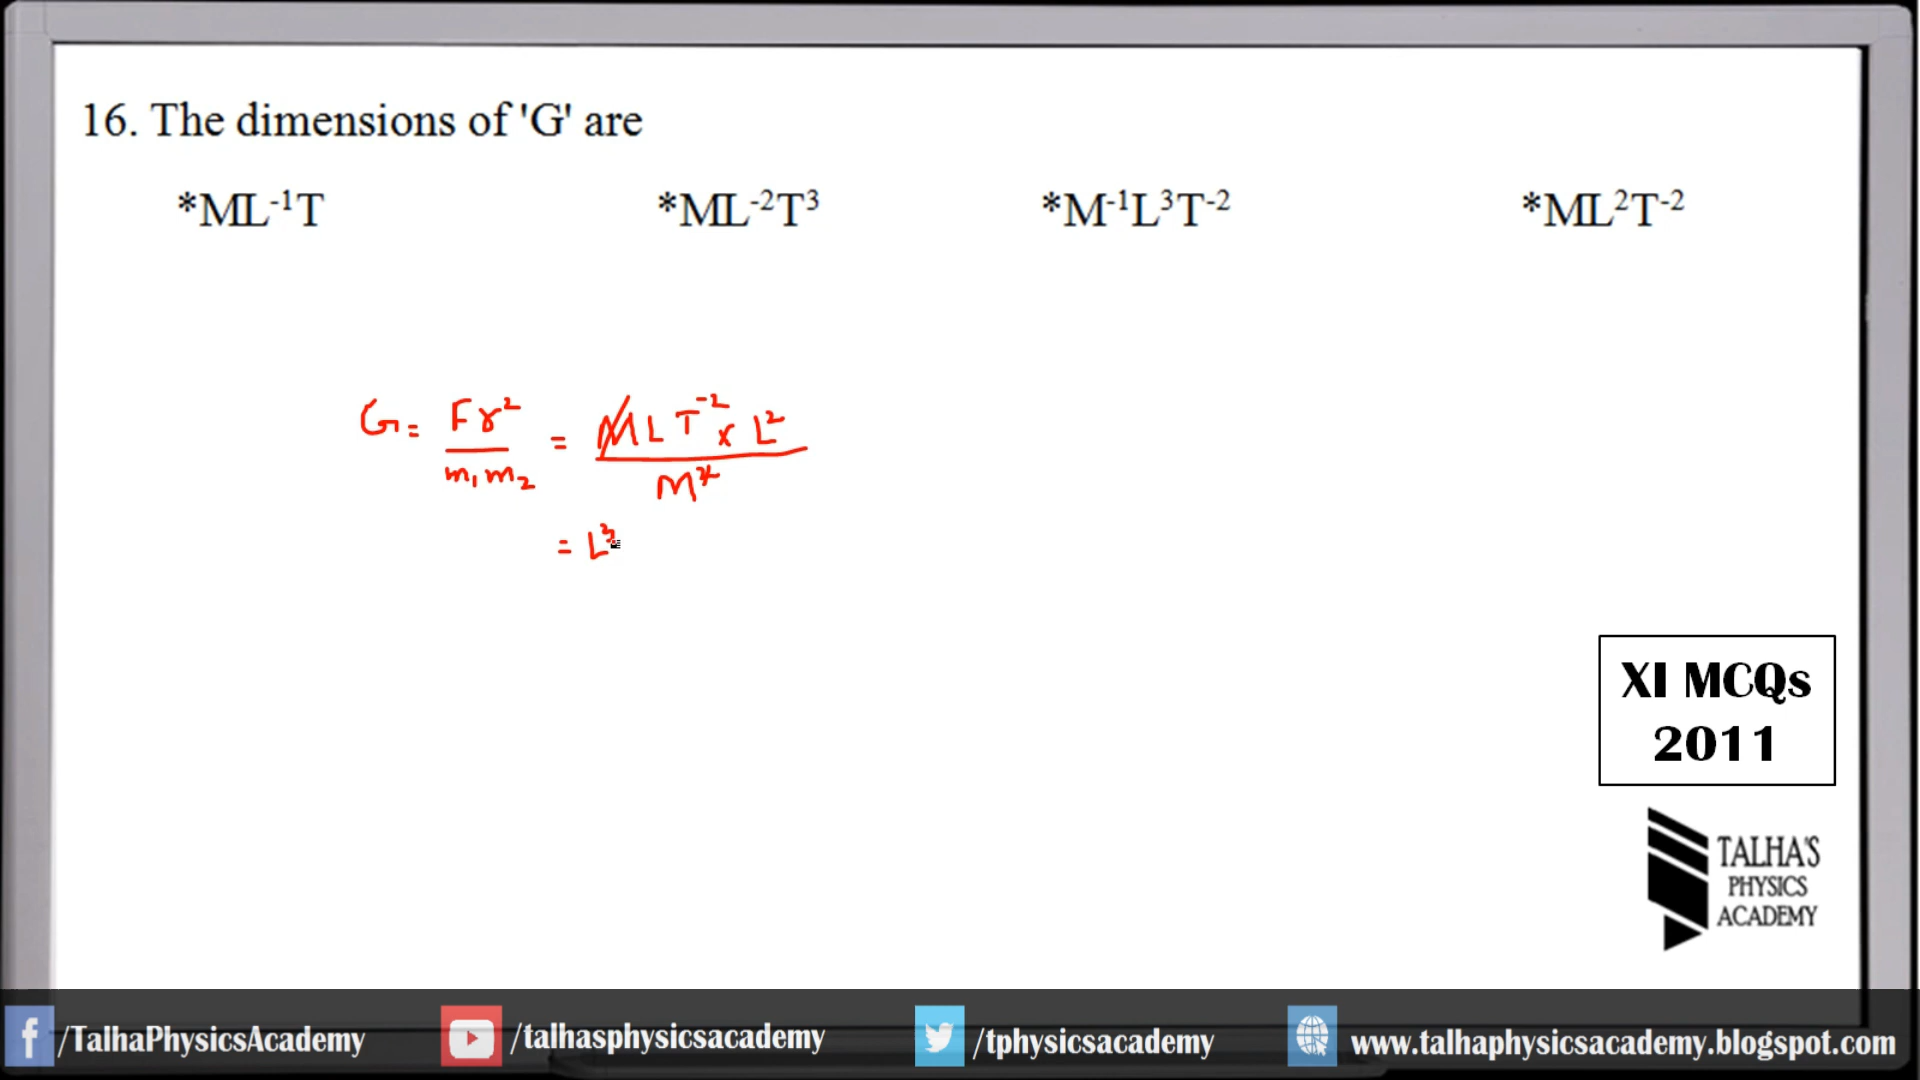 16. The dimensions of 'G' are
*ML⁻¹T *ML⁻²T³ *M⁻¹L³T⁻² *ML²T⁻²
G = Fr² / m₁m₂ = MLT⁻² × L² / M²
= L³
XI MCQs
2011
TALHA'S
PHYSICS
ACADEMY
/TalhaPhysicsAcademy /talhasphysicsacademy /tphysicsacademy www.talhaphysicsacademy.blogspot.com